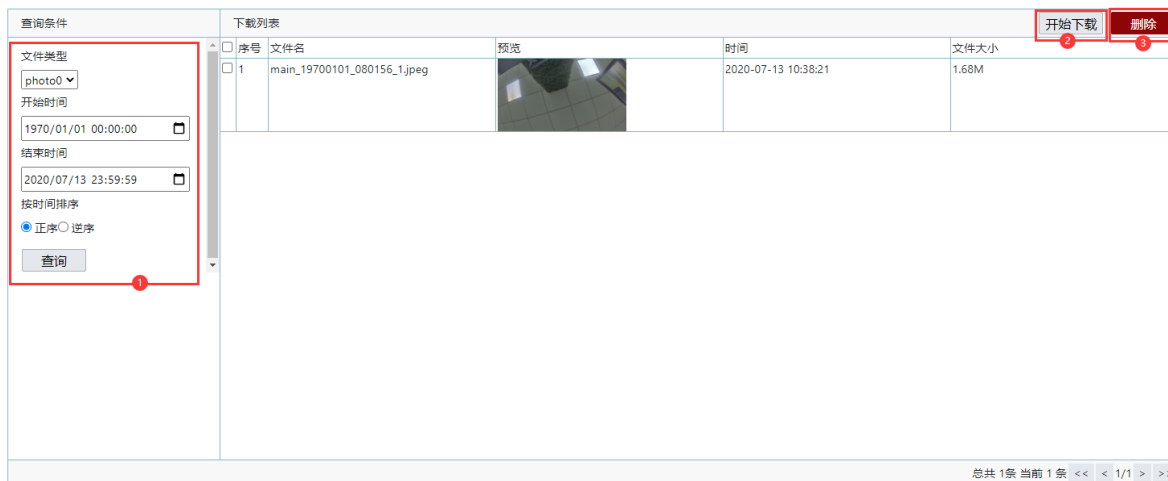 查询条件
下载列表
开始下载
删除
2
3
文件类型
photo0
开始时间
1970/01/01 00:00:00
结束时间
2020/07/13 23:59:59
按时间排序
正序 逆序
查询
1
序号 文件名 预览 时间 文件大小
1 main_19700101_080156_1.jpeg 2020-07-13 10:38:21 1.68M
总共 1条 当前 1 条 << < 1/1 > >>